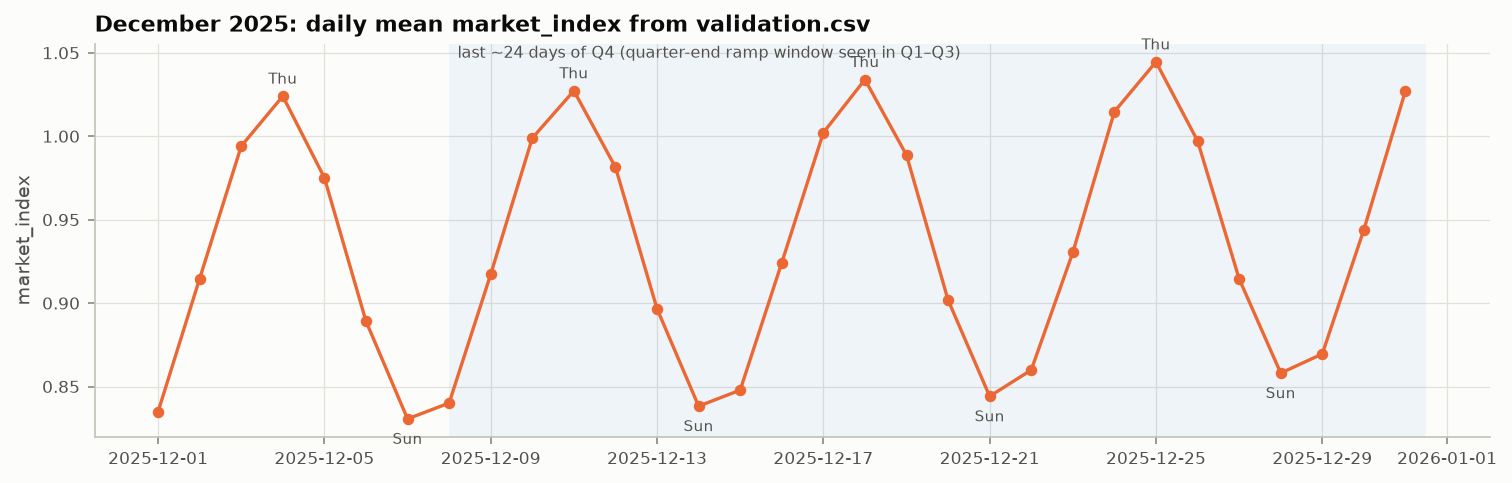 December 2025: daily mean market_index from validation.csv
last ~24 days of Q4 (quarter-end ramp window seen in Q1–Q3)
market_index
1.05
1.00
0.95
0.90
0.85
Thu
Thu
Thu
Thu
Sun
Sun
Sun
Sun
2025-12-01
2025-12-05
2025-12-09
2025-12-13
2025-12-17
2025-12-21
2025-12-25
2025-12-29
2026-01-01